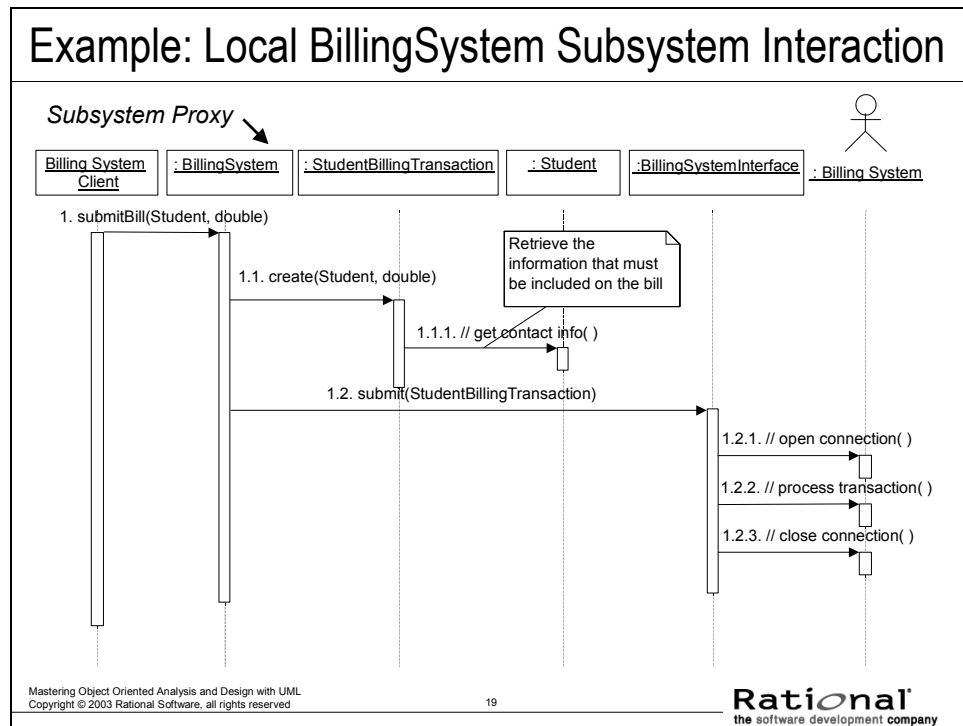 Example: Local BillingSystem Subsystem Interaction
Subsystem Proxy
Billing System
Client
: BillingSystem
: StudentBillingTransaction
: Student
:BillingSystemInterface
: Billing System
1. submitBill(Student, double)
Retrieve the
information that must
be included on the bill
1.1. create(Student, double)
1.1.1. // get contact info( )
1.2. submit(StudentBillingTransaction)
1.2.1. // open connection( )
1.2.2. // process transaction( )
1.2.3. // close connection( )
Mastering Object Oriented Analysis and Design with UML
Copyright © 2003 Rational Software, all rights reserved
19
Rational
the software development company